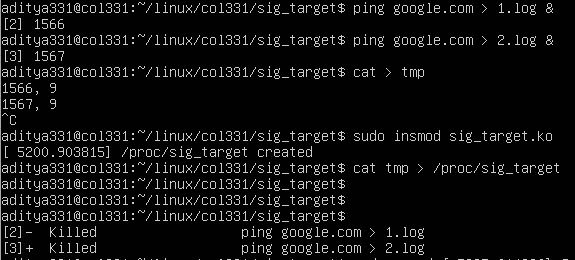 aditya331@col331:~/linux/col331/sig_target$ ping google.com > 1.log &
[2] 1566
aditya331@col331:~/linux/col331/sig_target$ ping google.com > 2.log &
[3] 1567
aditya331@col331:~/linux/col331/sig_target$ cat > tmp
1566, 9
1567, 9
^C
aditya331@col331:~/linux/col331/sig_target$ sudo insmod sig_target.ko
[ 5200.903815] /proc/sig_target created
aditya331@col331:~/linux/col331/sig_target$ cat tmp > /proc/sig_target
aditya331@col331:~/linux/col331/sig_target$
aditya331@col331:~/linux/col331/sig_target$
aditya331@col331:~/linux/col331/sig_target$
[2]-  Killed                  ping google.com > 1.log
[3]+  Killed                  ping google.com > 2.log